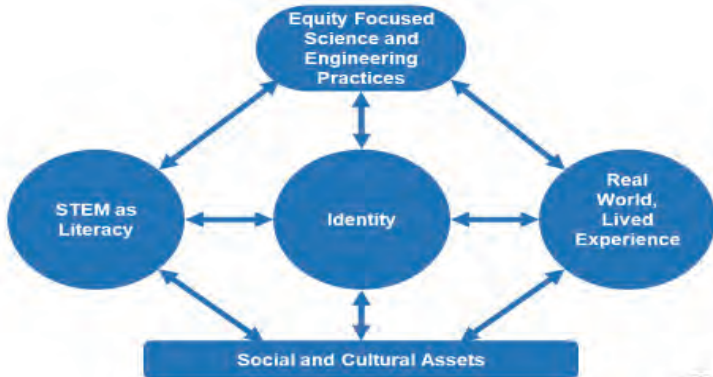 Equity Focused
Science and
Engineering
Practices
STEM as
Literacy
Identity
Real
World,
Lived
Experience
Social and Cultural Assets